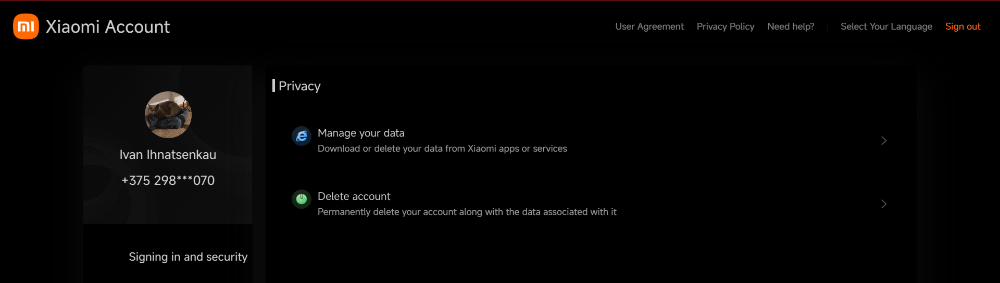 Xiaomi Account
User Agreement
Privacy Policy
Need help?
Select Your Language
Sign out
Ivan Ihnatsenkau
+375 298***070
Signing in and security
Privacy
Manage your data
Download or delete your data from Xiaomi apps or services
Delete account
Permanently delete your account along with the data associated with it